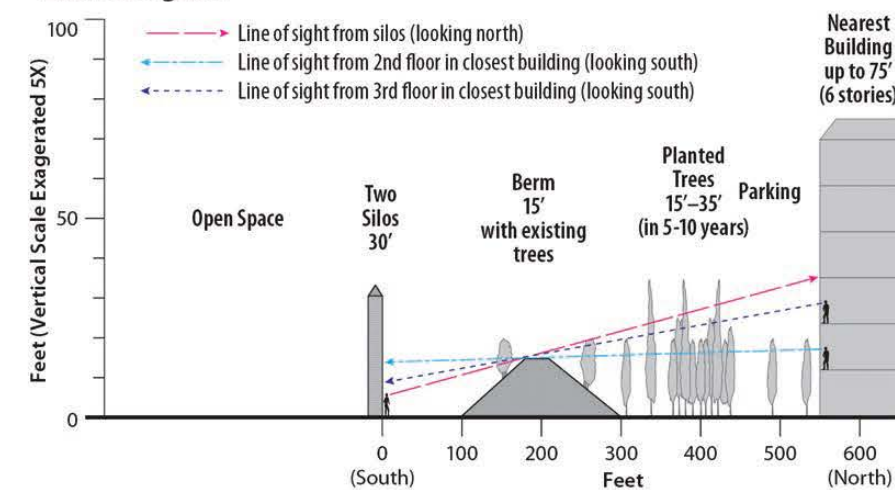 100
50
0
Feet (Vertical Scale Exagerated 5X)
Line of sight from silos (looking north)
Line of sight from 2nd floor in closest building (looking south)
Line of sight from 3rd floor in closest building (looking south)
Nearest
Building
up to 75′
(6 stories)
Open Space
Two
Silos
30′
Berm
15′
with existing
trees
Planted
Trees
15′–35′
(in 5-10 years)
Parking
0
100
200
300
400
500
600
(South)
Feet
(North)